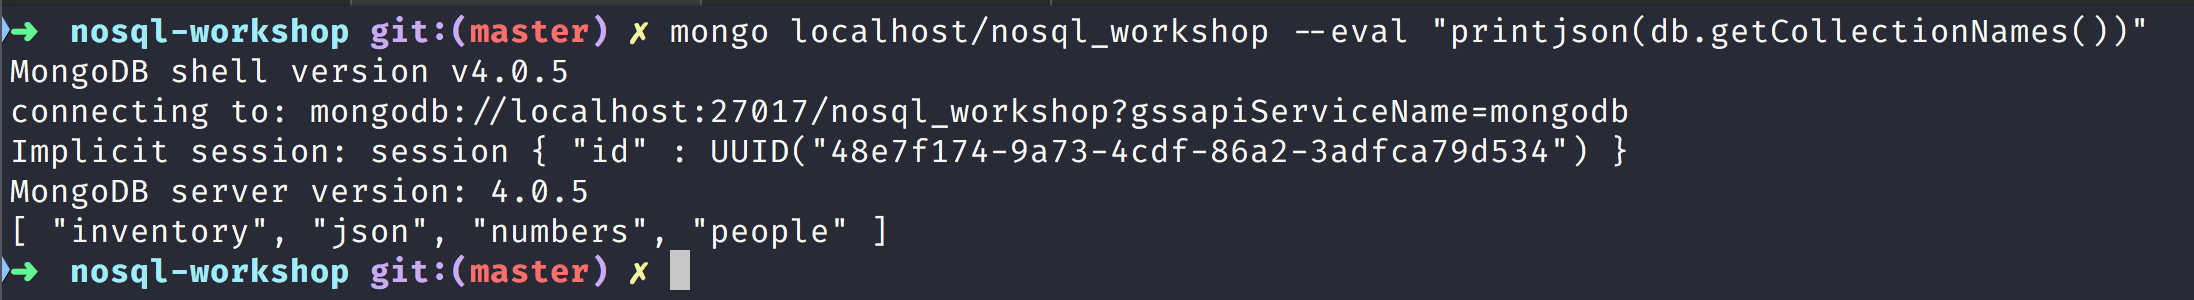 ➜ nosql-workshop git:(master) ✗ mongo localhost/nosql_workshop --eval "printjson(db.getCollectionNames())"
MongoDB shell version v4.0.5
connecting to: mongodb://localhost:27017/nosql_workshop?gssapiServiceName=mongodb
Implicit session: session { "id" : UUID("48e7f174-9a73-4cdf-86a2-3adfca79d534") }
MongoDB server version: 4.0.5
[ "inventory", "json", "numbers", "people" ]
➜ nosql-workshop git:(master) ✗